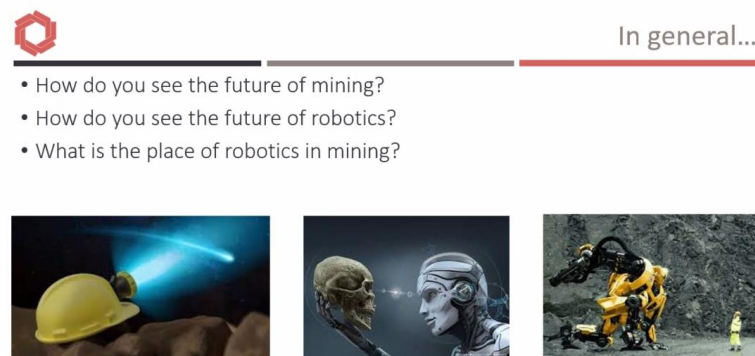 In general...
• How do you see the future of mining?
• How do you see the future of robotics?
• What is the place of robotics in mining?